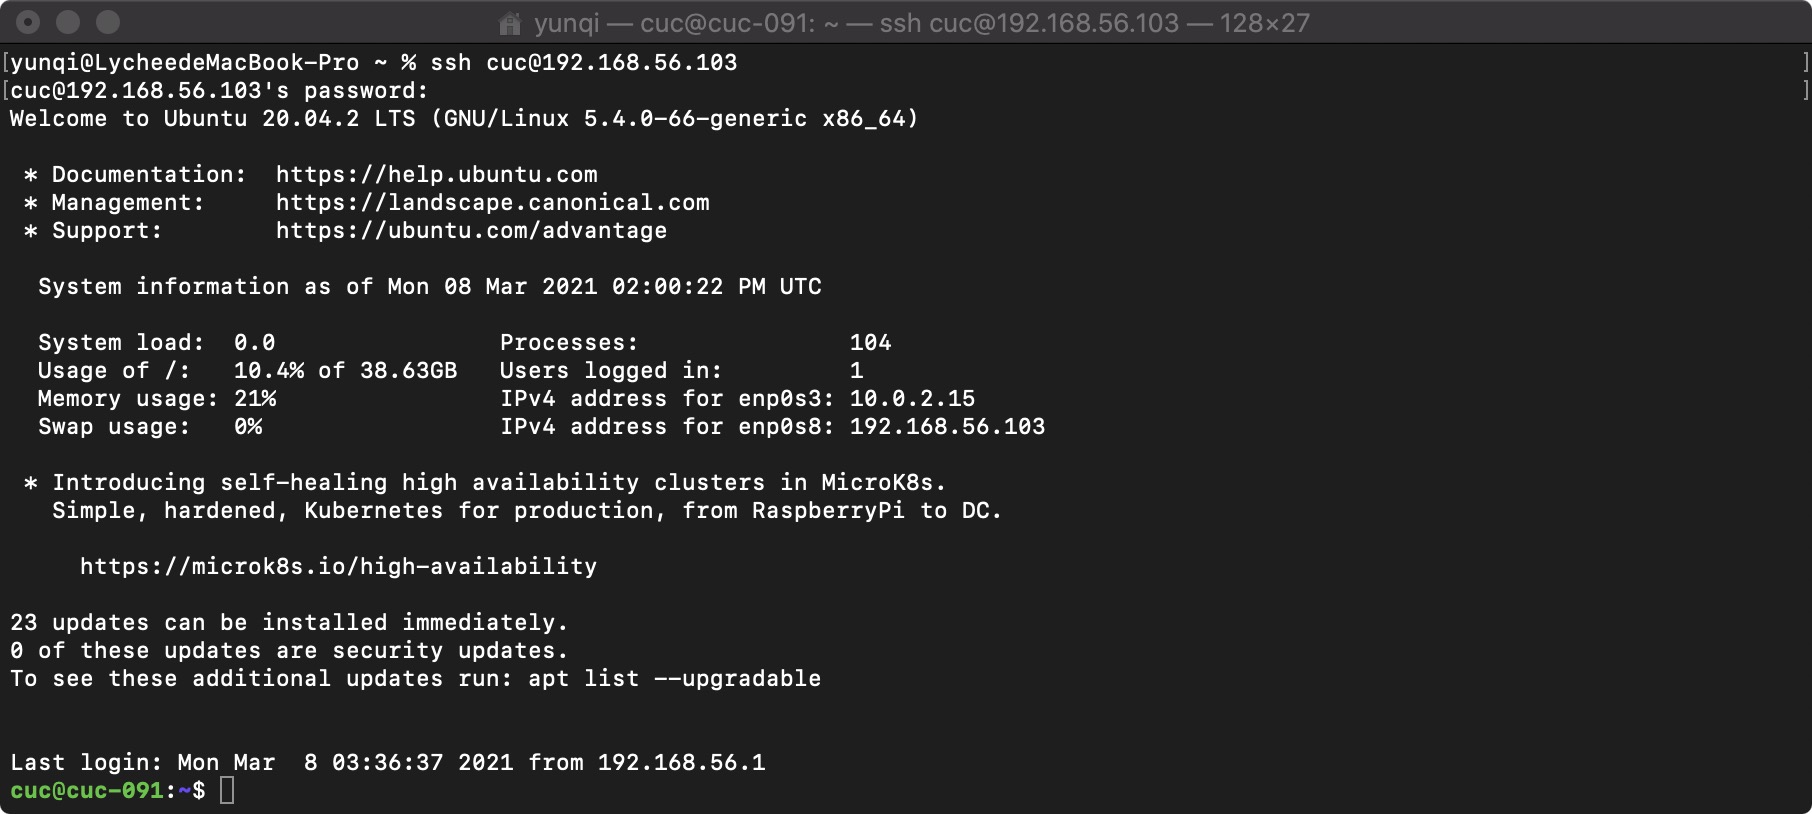 yunqi — cuc@cuc-091: ~ — ssh cuc@192.168.56.103 — 128×27
[yunqi@LycheedeMacBook-Pro ~ % ssh cuc@192.168.56.103 ]
[cuc@192.168.56.103's password: ]
Welcome to Ubuntu 20.04.2 LTS (GNU/Linux 5.4.0-66-generic x86_64)

 * Documentation:  https://help.ubuntu.com
 * Management:     https://landscape.canonical.com
 * Support:        https://ubuntu.com/advantage

  System information as of Mon 08 Mar 2021 02:00:22 PM UTC

  System load:  0.0                Processes:               104
  Usage of /:   10.4% of 38.63GB   Users logged in:         1
  Memory usage: 21%                IPv4 address for enp0s3: 10.0.2.15
  Swap usage:   0%                 IPv4 address for enp0s8: 192.168.56.103

 * Introducing self-healing high availability clusters in MicroK8s.
   Simple, hardened, Kubernetes for production, from RaspberryPi to DC.

     https://microk8s.io/high-availability

23 updates can be installed immediately.
0 of these updates are security updates.
To see these additional updates run: apt list --upgradable


Last login: Mon Mar  8 03:36:37 2021 from 192.168.56.1
cuc@cuc-091:~$